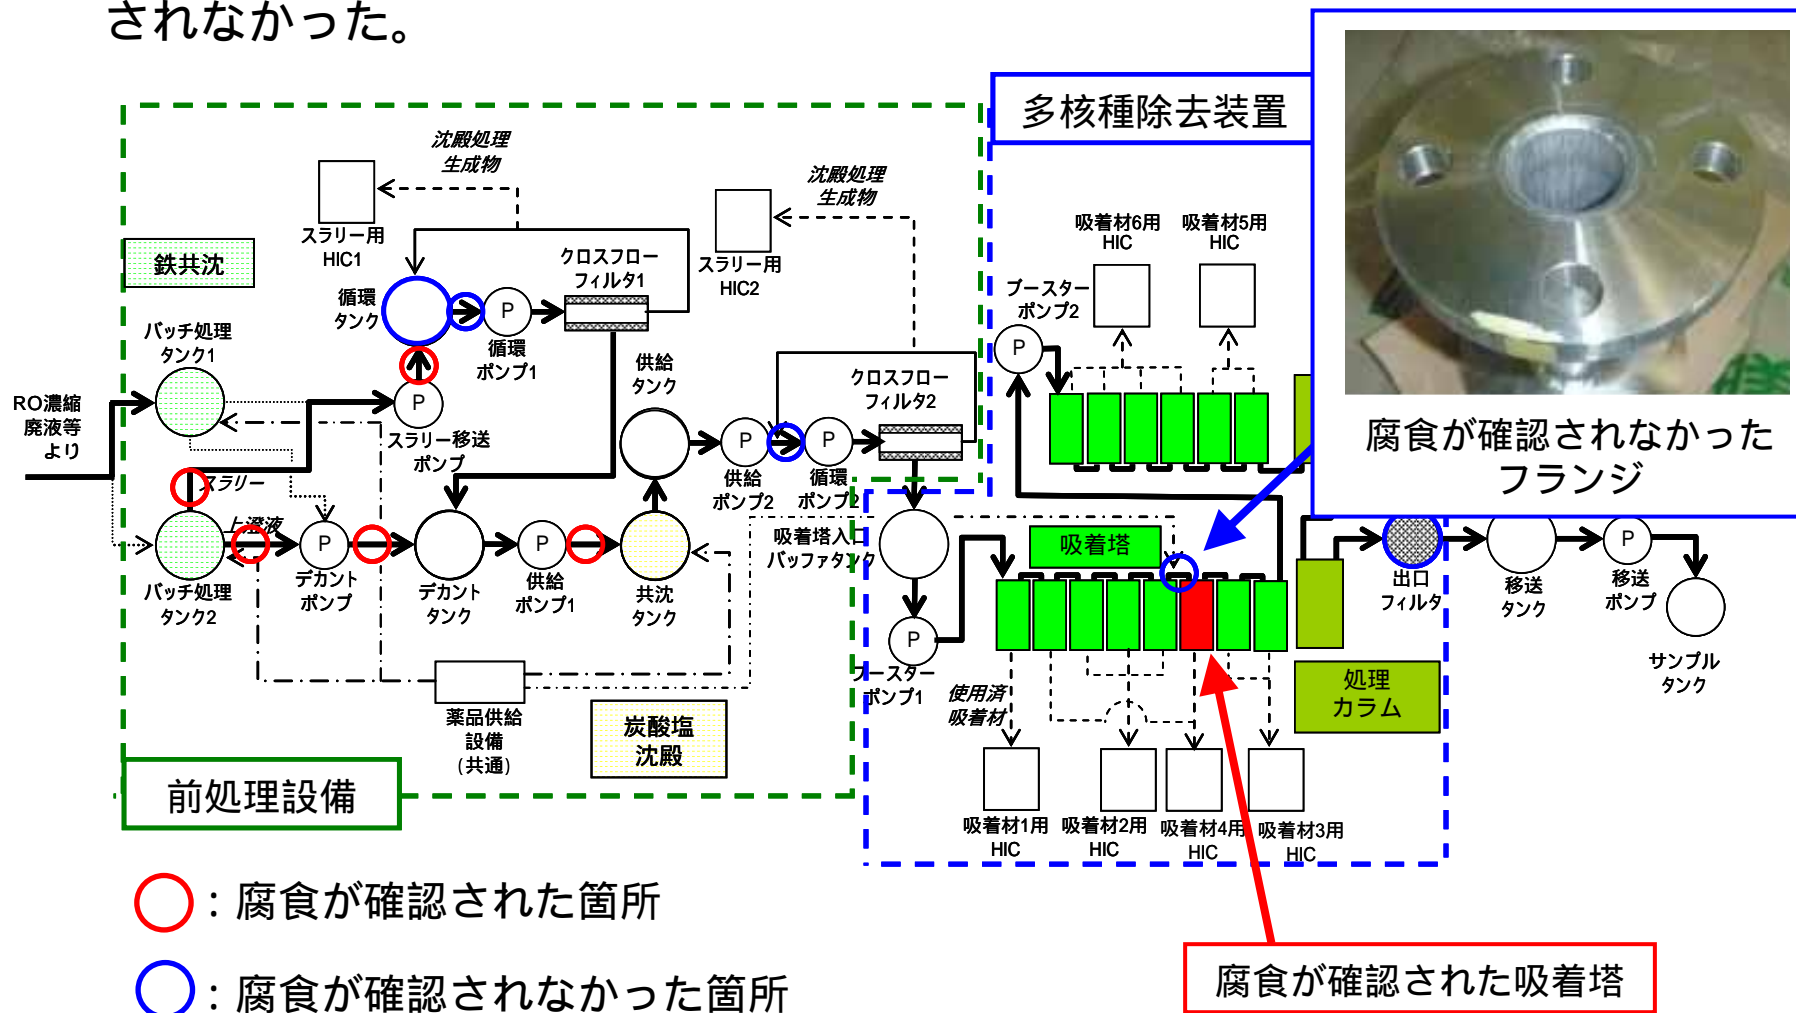 されなかった。
多核種除去装置
沈殿処理
生成物
沈殿処理
生成物
スラリー用
HIC1
スラリー用
HIC2
吸着材6用
HIC
吸着材5用
HIC
鉄共沈
クロスフロー
フィルタ1
循環
タンク
P
循環
ポンプ1
ブースター
ポンプ2
P
バッチ処理
タンク1
供給
タンク
クロスフロー
フィルタ2
RO濃縮
廃液等
より
P
スラリー移送
ポンプ
P
供給
ポンプ2
P
循環
ポンプ2
腐食が確認されなかった
フランジ
スラリー
上澄液
バッチ処理
タンク2
P
デカント
ポンプ
デカント
タンク
P
供給
ポンプ1
共沈
タンク
吸着塔入口
バッファタンク
吸着塔
出口
フィルタ
移送
タンク
P
移送
ポンプ
サンプル
タンク
P
ブースター
ポンプ1
使用済
吸着材
処理
カラム
薬品供給
設備
(共通)
炭酸塩
沈殿
前処理設備
吸着材1用
HIC
吸着材2用
HIC
吸着材4用
HIC
吸着材3用
HIC
：腐食が確認された箇所
：腐食が確認されなかった箇所
腐食が確認された吸着塔